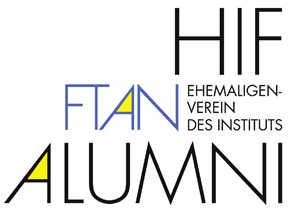 HIF
FTAN
EHEMALIGEN-
VEREIN
DES INSTITUTS
ALUMNI